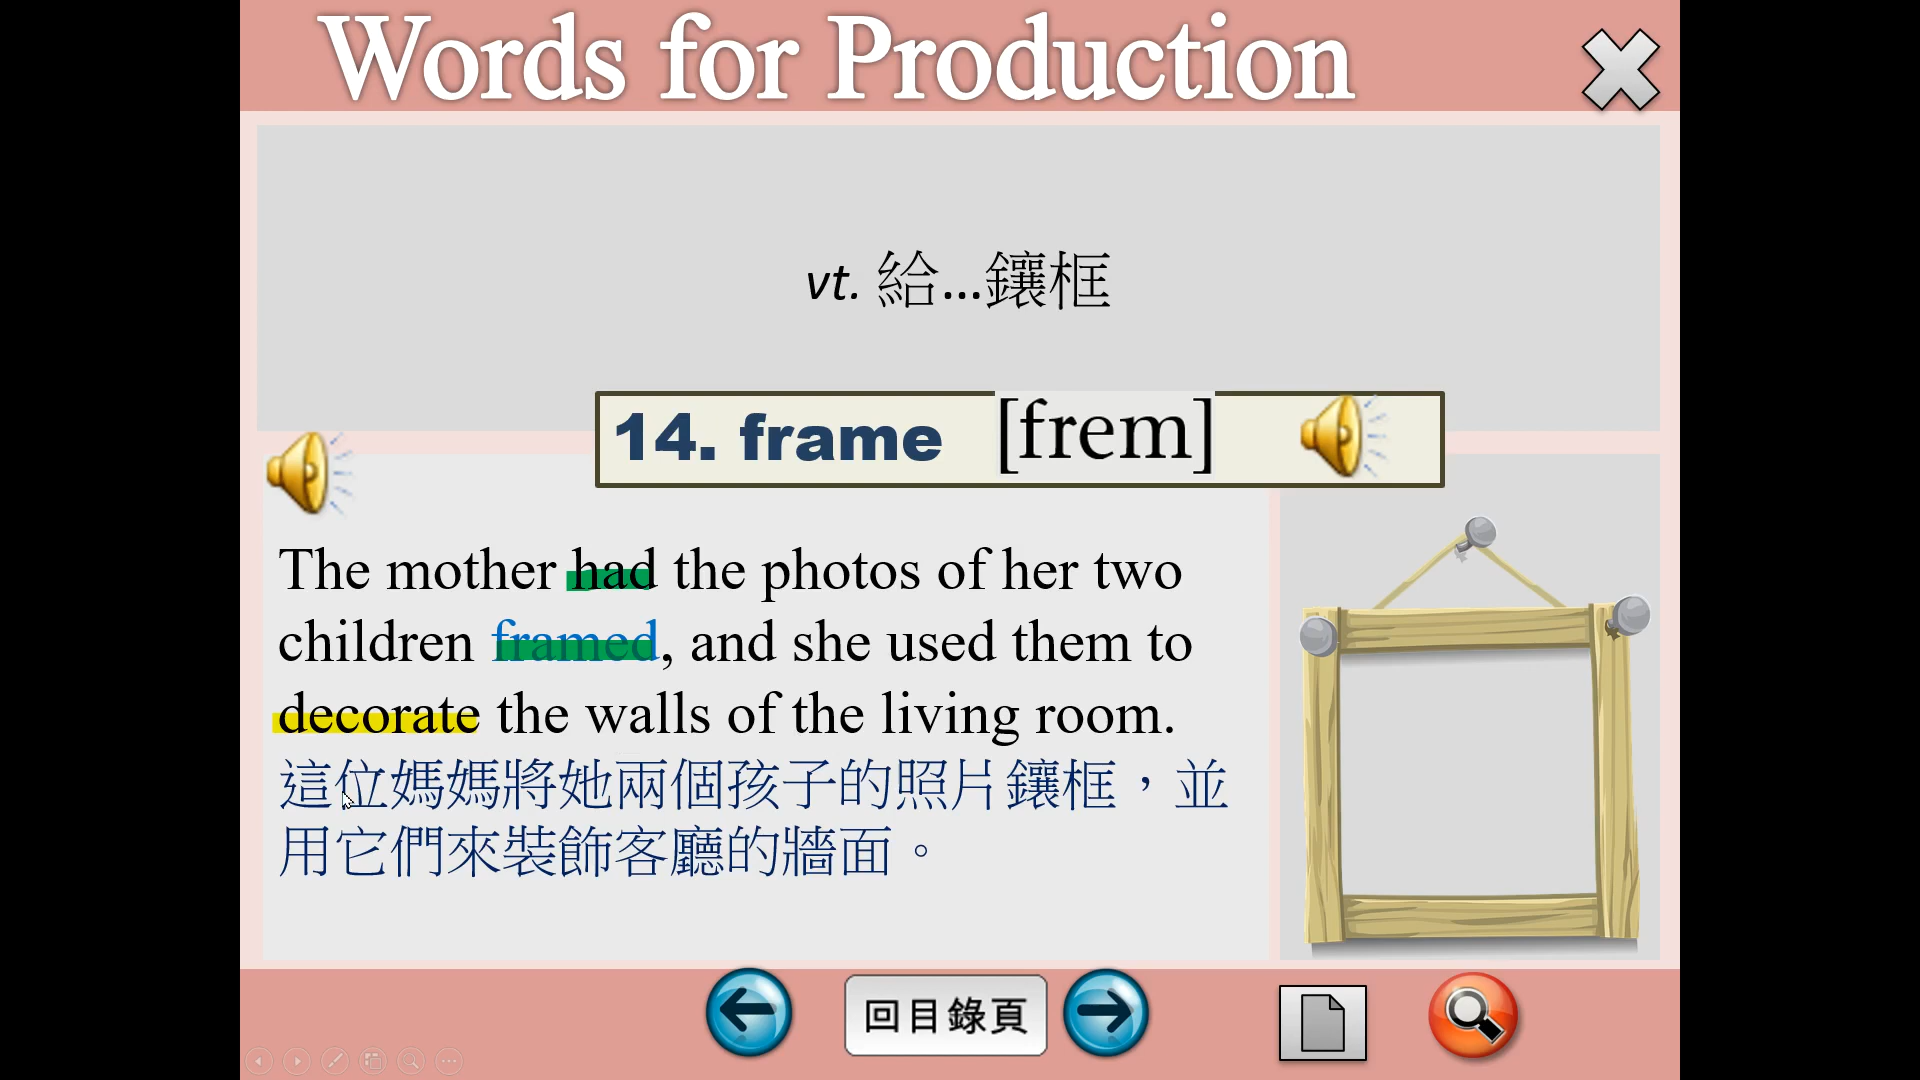 Words for Production
vt. 給...鑲框
14. frame [frem]
The mother had the photos of her two
children framed, and she used them to
decorate the walls of the living room.
這位媽媽將她兩個孩子的照片鑲框，並
用它們來裝飾客廳的牆面。
回目錄頁